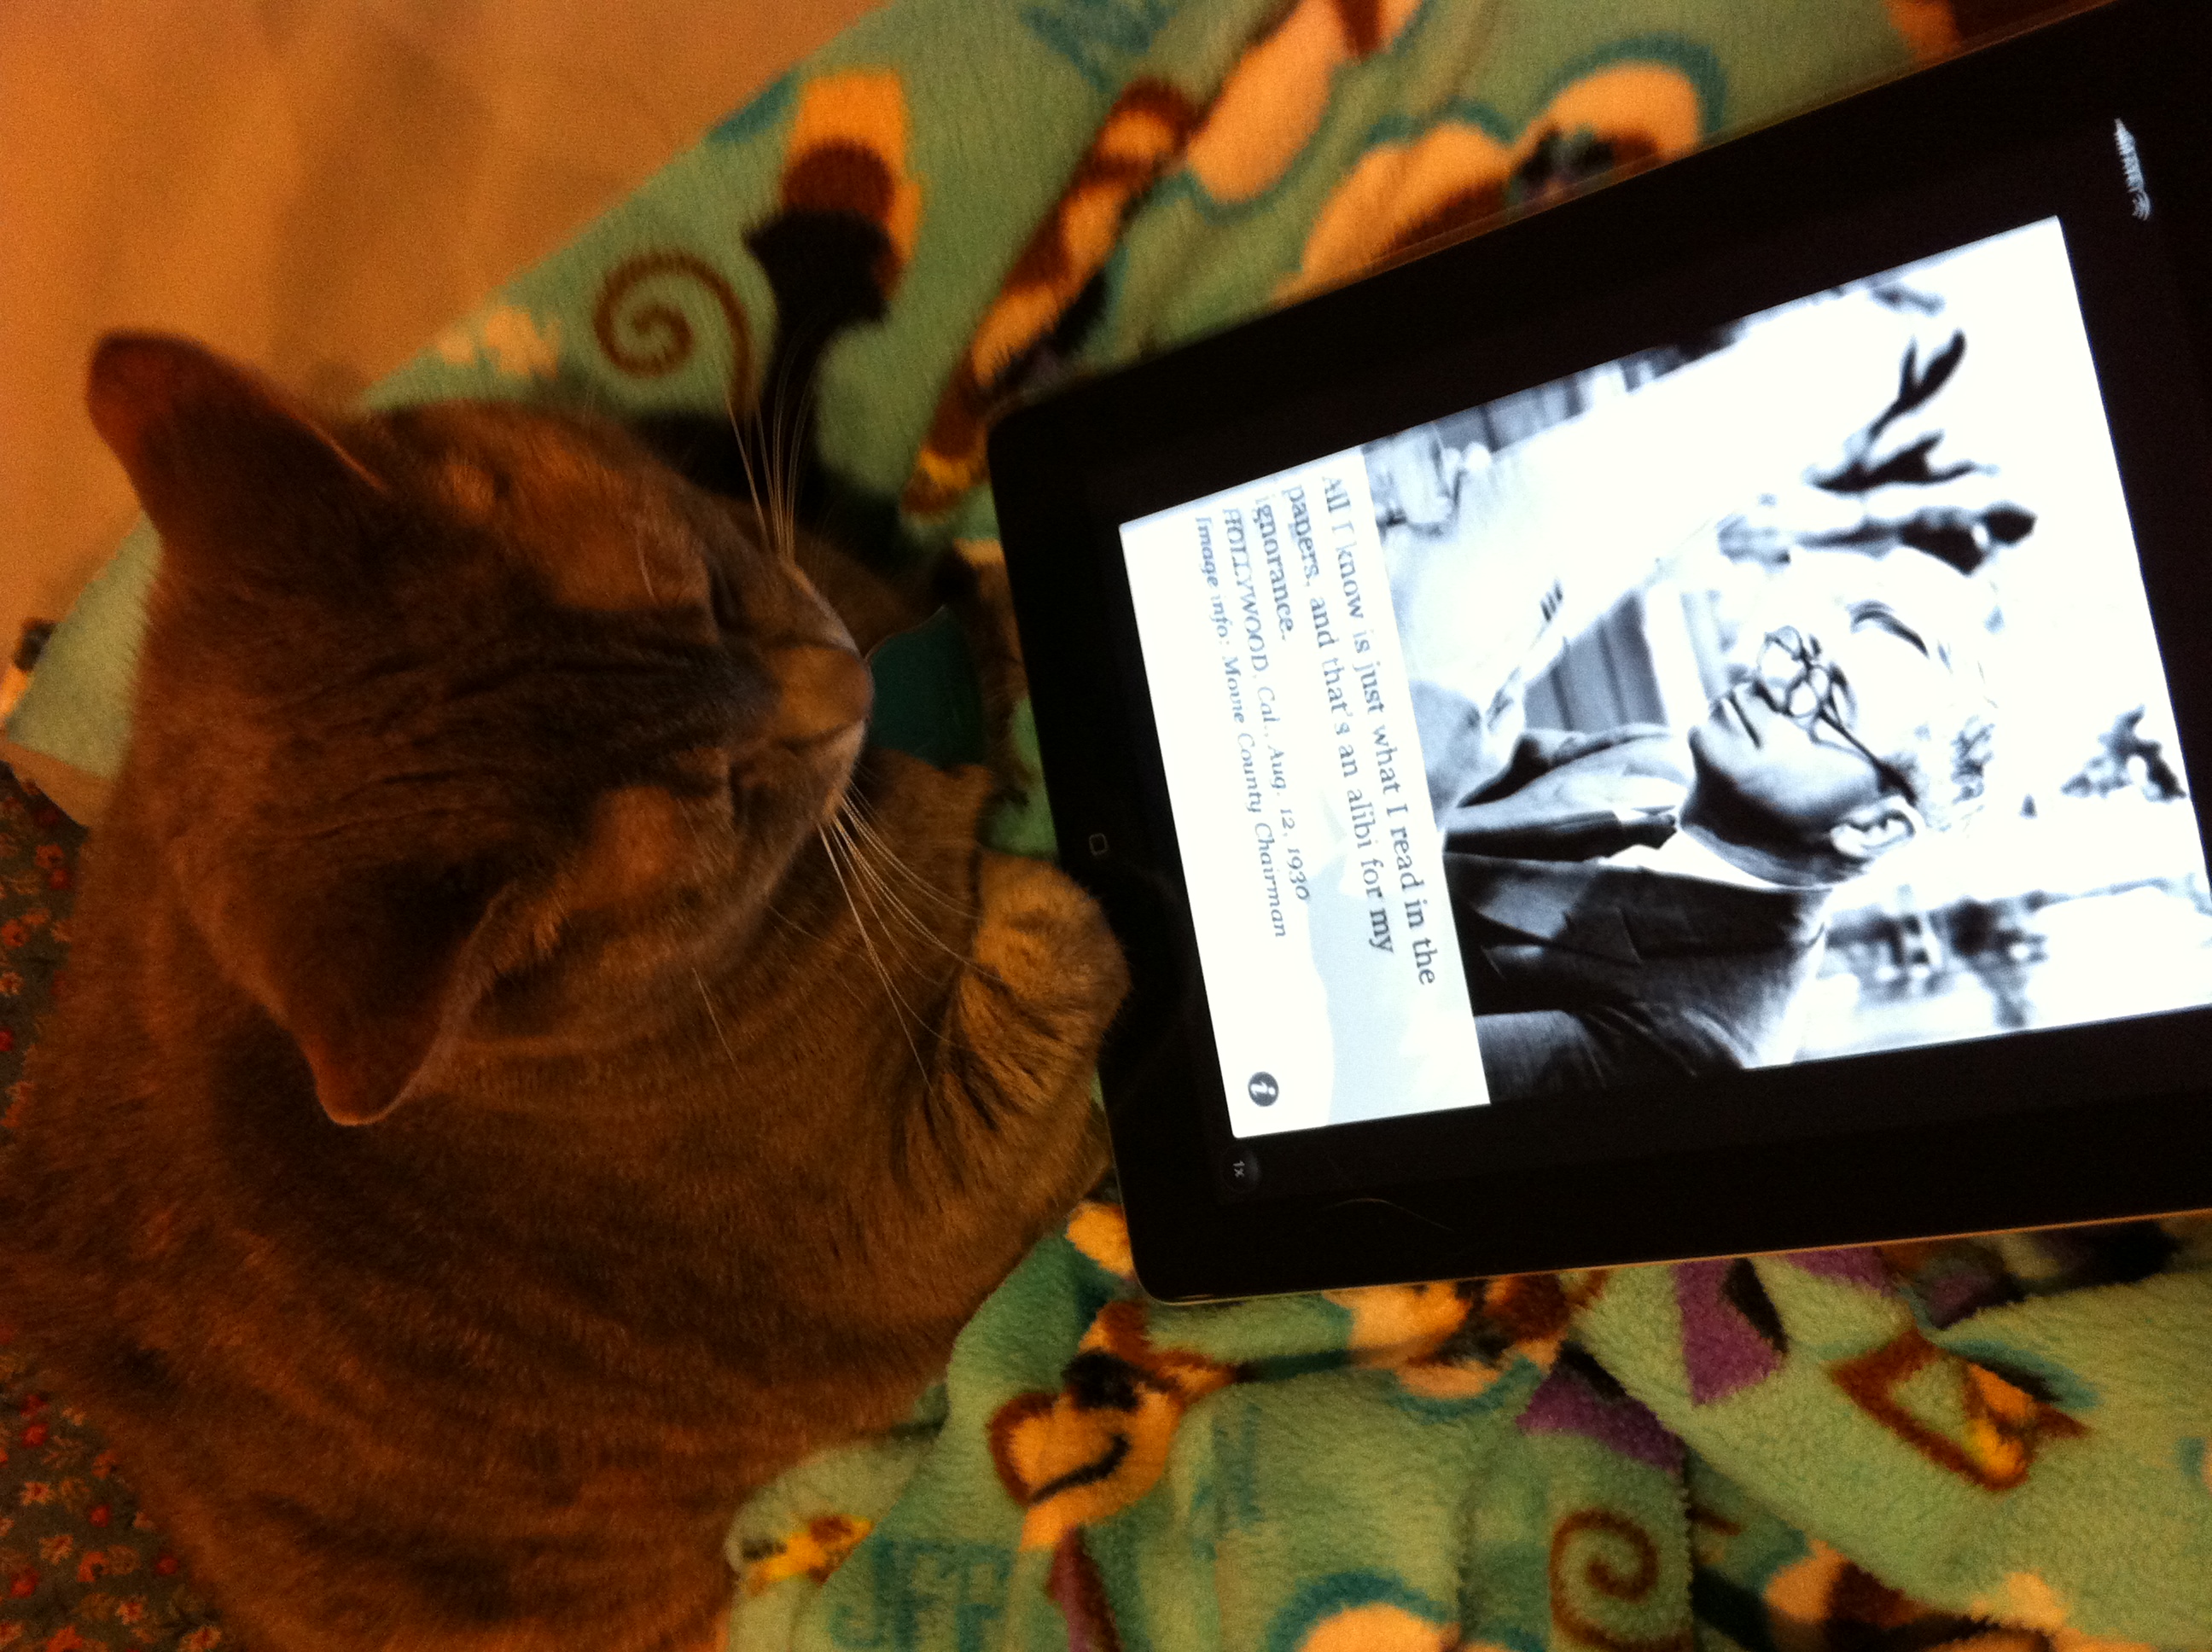 All I know is just what I read in the
papers, and that's an alibi for my
ignorance.
HOLLYWOOD, Cal., Aug. 12, 1930
Image info: Movie County Chairman
i
1x